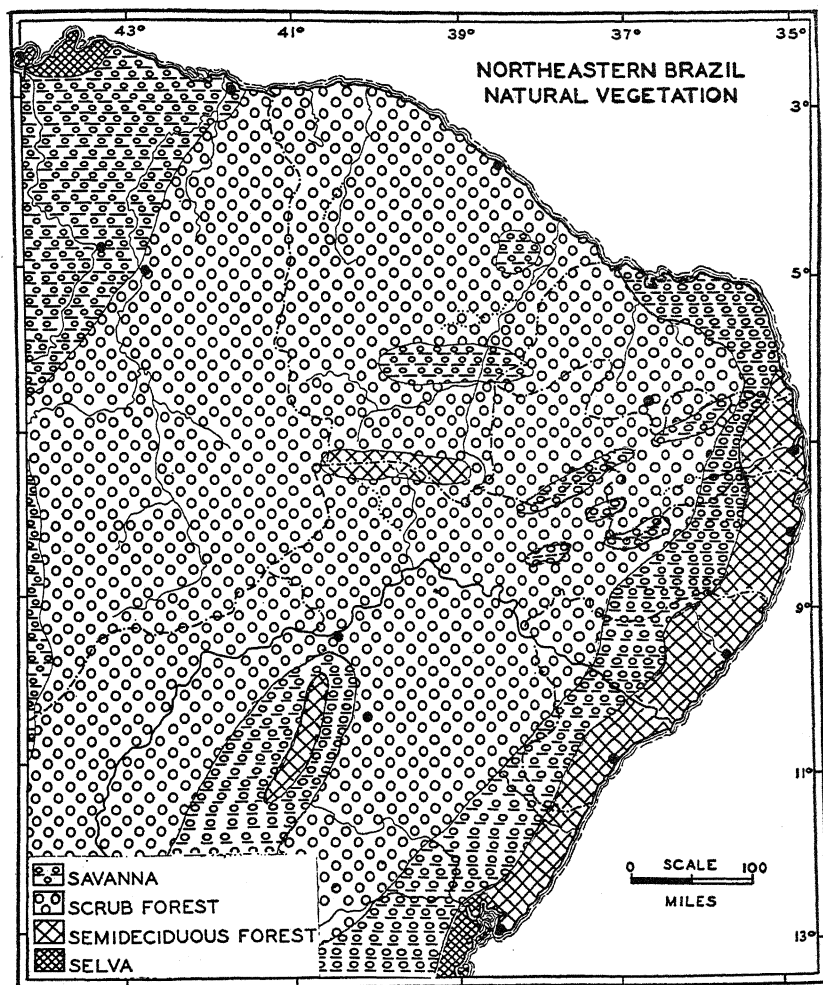 43° 41° 39° 37° 35°
NORTHEASTERN BRAZIL
NATURAL VEGETATION
3°
5°
9°
11°
13°
SCALE
0 100
MILES
SAVANNA
SCRUB FOREST
SEMIDECIDUOUS FOREST
SELVA